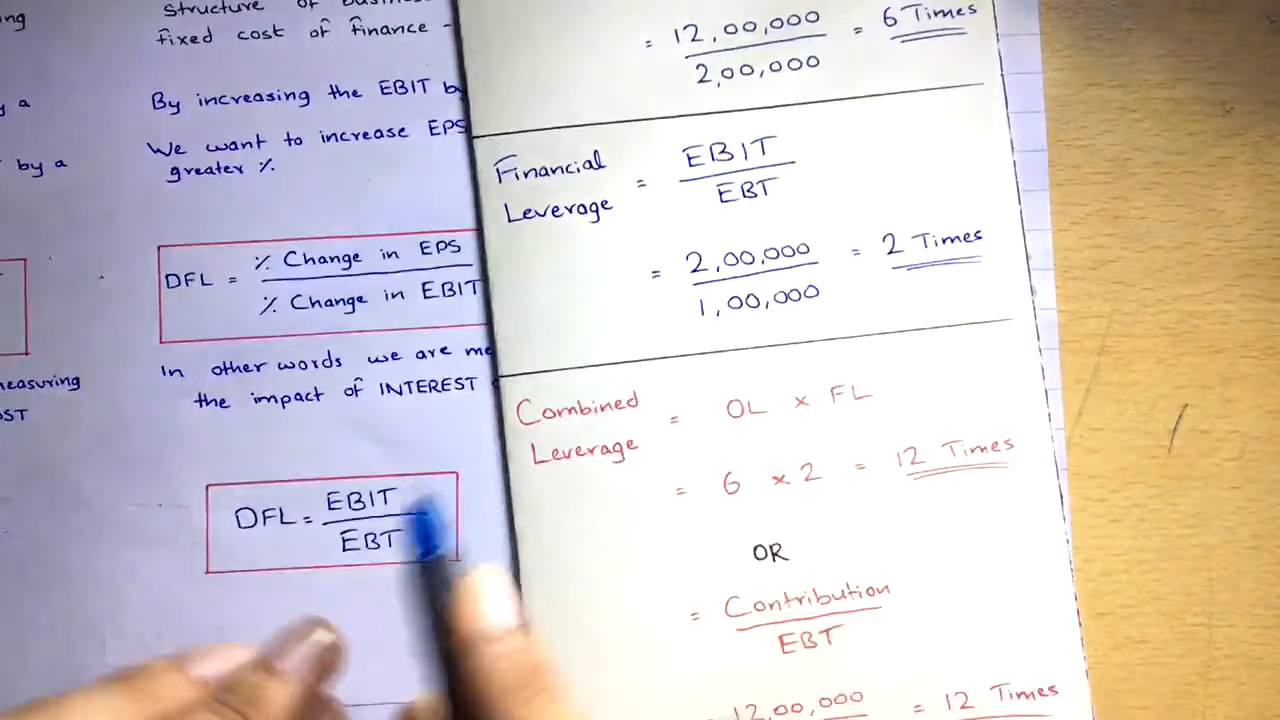 ng
structure of
fixed cost of finance -
y a
By increasing the EBIT by
We want to increase EPS
by a
greater %.
DFL = % Change in EPS
% Change in EBIT
In other words we are me
measuring
the impact of INTEREST
OST
DFL = EBIT
EBT
= 12,00,000 = 6 Times
2,00,000
Financial Leverage = EBIT
EBT
= 2,00,000 = 2 Times
1,00,000
Combined Leverage = OL × FL
= 6 × 2 = 12 Times
OR
= Contribution
EBT
12,00,000 = 12 Times